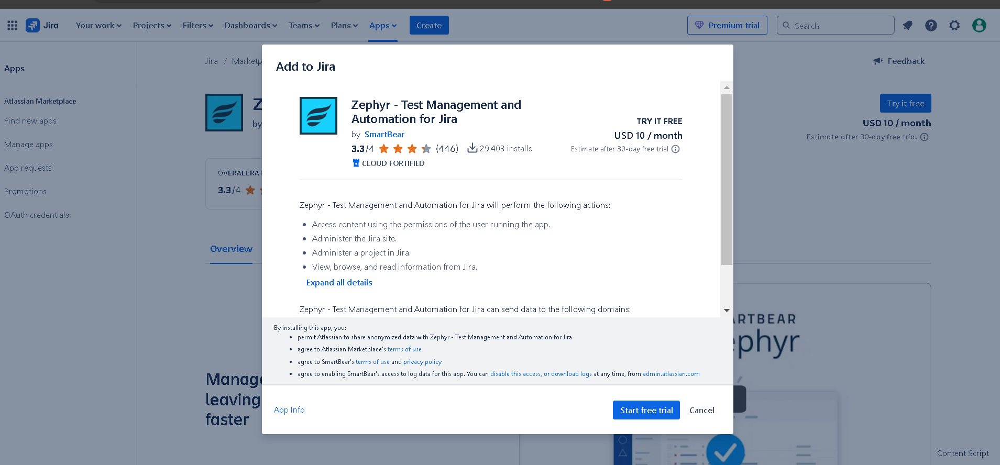 Jira
Your work
Projects
Filters
Dashboards
Teams
Plans
Apps
Create
Premium trial
Search
Apps
Atlassian Marketplace
Find new apps
Manage apps
App requests
Promotions
OAuth credentials
Jira / Marketp
Feedback
Z
by
Try it free
USD 10 / month
Estimate after 30-day free trial
OVERALL RAT
3.3/4
Overview
Manage
leaving
faster
Add to Jira
Zephyr - Test Management and
Automation for Jira
by SmartBear
3.3/4 (446) 29.403 installs
CLOUD FORTIFIED
TRY IT FREE
USD 10 / month
Estimate after 30-day free trial
Zephyr - Test Management and Automation for Jira will perform the following actions:
• Access content using the permissions of the user running the app.
• Administer the Jira site.
• Administer a project in Jira.
• View, browse, and read information from Jira.
Expand all details
Zephyr - Test Management and Automation for Jira can send data to the following domains:
By installing this app, you:
• permit Atlassian to share anonymized data with Zephyr - Test Management and Automation for Jira
• agree to Atlassian Marketplace's terms of use
• agree to SmartBear's terms of use and privacy policy
• agree to enabling SmartBear's access to log data for this app. You can disable this access, or download logs at any time, from admin.atlassian.com
App Info
Start free trial
Cancel
ARTBEAR
ephyr
Content Script